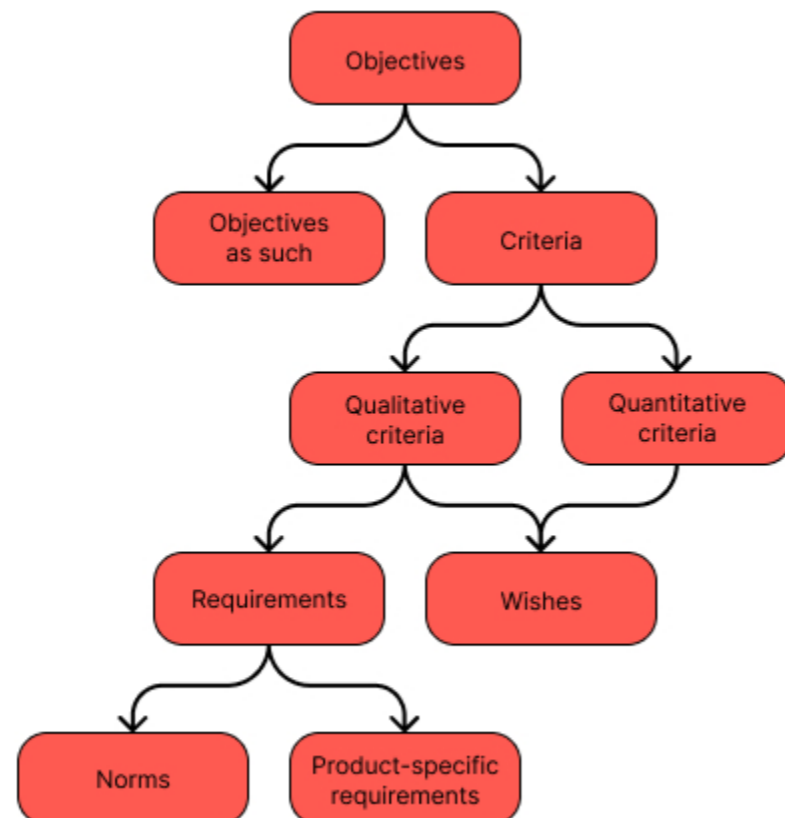 Objectives
Objectives
as such
Criteria
Qualitative
criteria
Quantitative
criteria
Requirements
Wishes
Norms
Product-specific
requirements